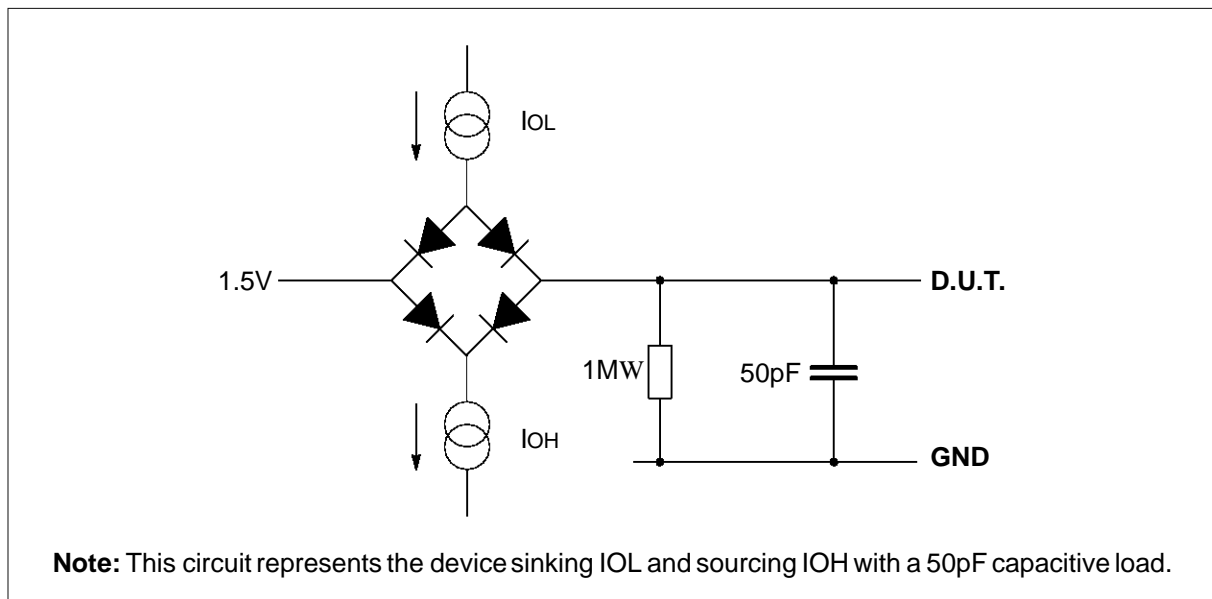 IOL
1.5V
D.U.T.
1MW
50pF
IOH
GND
Note: This circuit represents the device sinking IOL and sourcing IOH with a 50pF capacitive load.